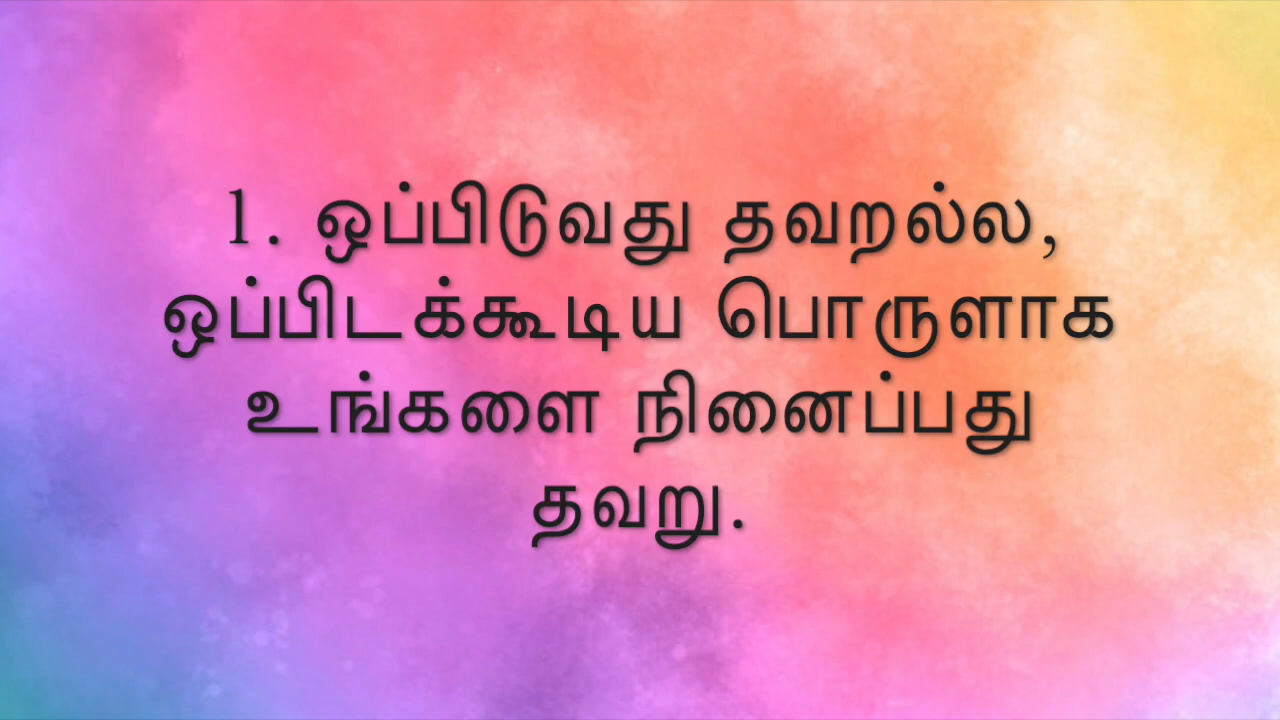 1. ஒப்பிடுவது தவறல்ல,
ஒப்பிடக்கூடிய பொருளாக
உங்களை நினைப்பது
தவறு.